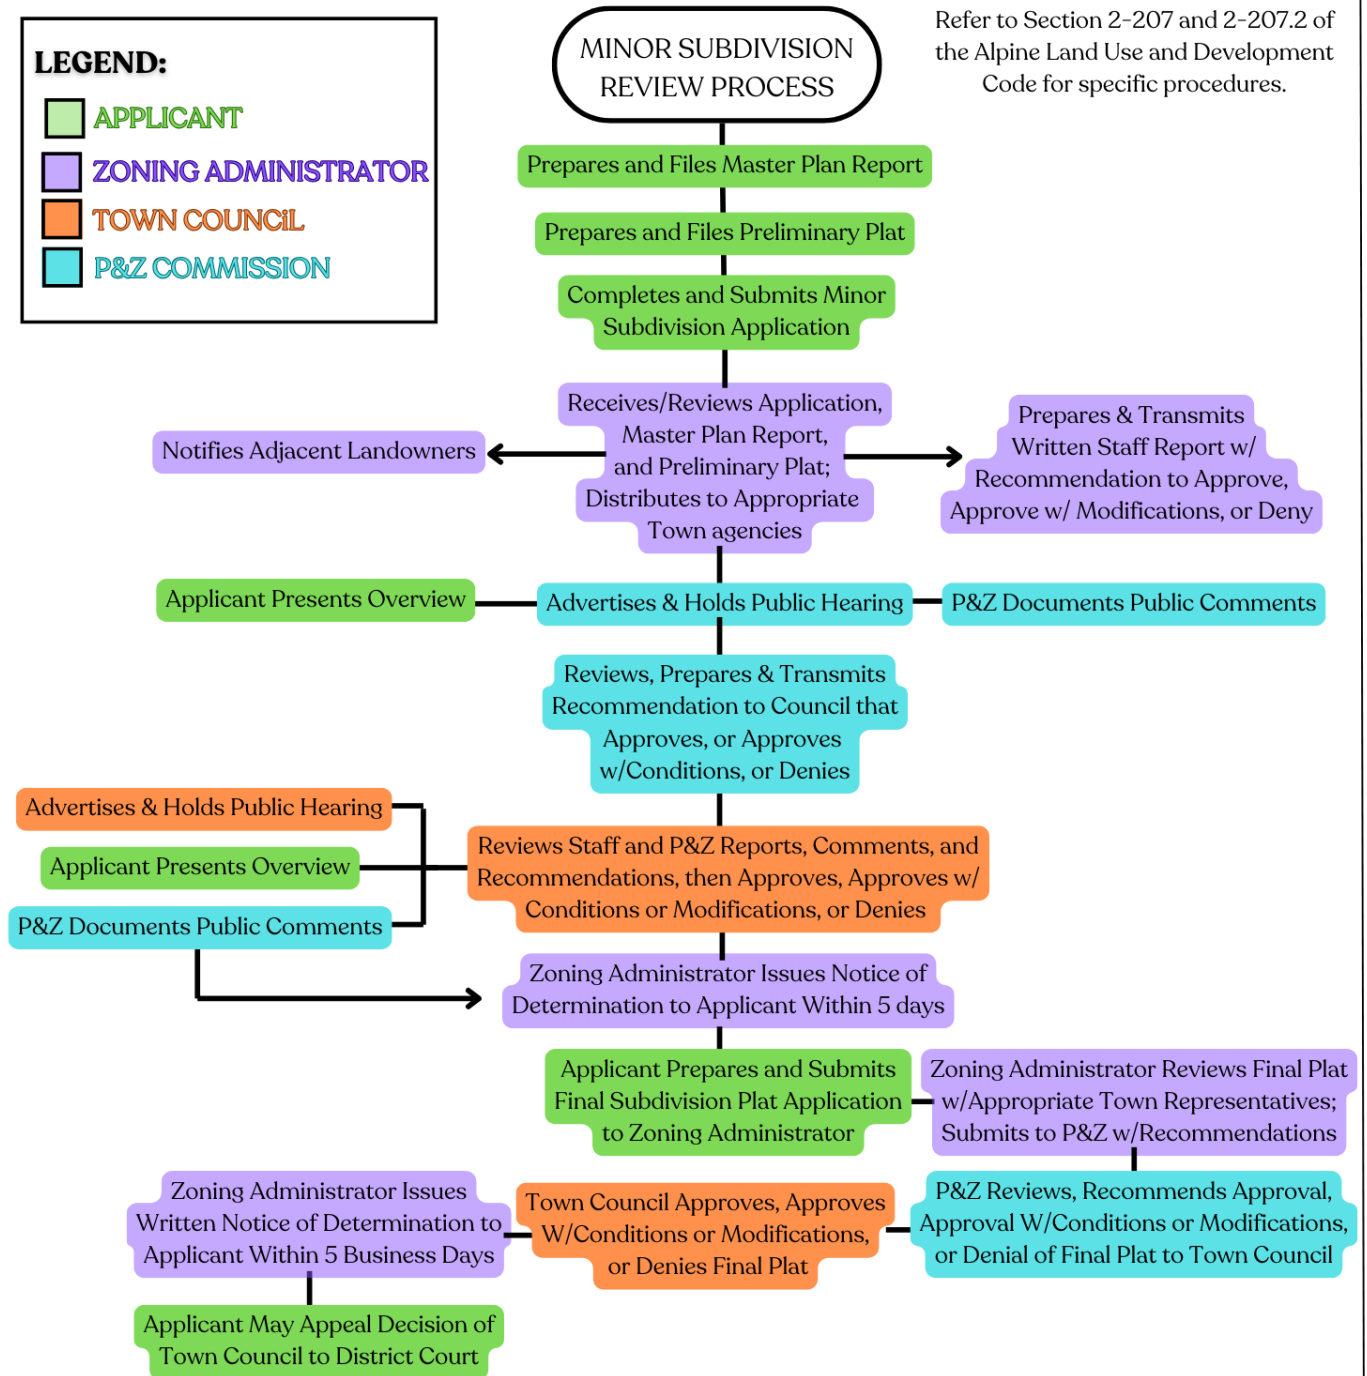 LEGEND:
APPLICANT
ZONING ADMINISTRATOR
TOWN COUNCiL
P&Z COMMISSION
MINOR SUBDIVISION
REVIEW PROCESS
Refer to Section 2-207 and 2-207.2 of
the Alpine Land Use and Development
Code for specific procedures.
Prepares and Files Master Plan Report
Prepares and Files Preliminary Plat
Completes and Submits Minor
Subdivision Application
Receives/Reviews Application,
Master Plan Report,
and Preliminary Plat;
Distributes to Appropriate
Town agencies
Notifies Adjacent Landowners
Prepares & Transmits
Written Staff Report w/
Recommendation to Approve,
Approve w/ Modifications, or Deny
Applicant Presents Overview
Advertises & Holds Public Hearing
P&Z Documents Public Comments
Reviews, Prepares & Transmits
Recommendation to Council that
Approves, or Approves
w/Conditions, or Denies
Advertises & Holds Public Hearing
Applicant Presents Overview
P&Z Documents Public Comments
Reviews Staff and P&Z Reports, Comments, and
Recommendations, then Approves, Approves w/
Conditions or Modifications, or Denies
Zoning Administrator Issues Notice of
Determination to Applicant Within 5 days
Applicant Prepares and Submits
Final Subdivision Plat Application
to Zoning Administrator
Zoning Administrator Reviews Final Plat
w/Appropriate Town Representatives;
Submits to P&Z w/Recommendations
P&Z Reviews, Recommends Approval,
Approval W/Conditions or Modifications,
or Denial of Final Plat to Town Council
Town Council Approves, Approves
W/Conditions or Modifications,
or Denies Final Plat
Zoning Administrator Issues
Written Notice of Determination to
Applicant Within 5 Business Days
Applicant May Appeal Decision of
Town Council to District Court